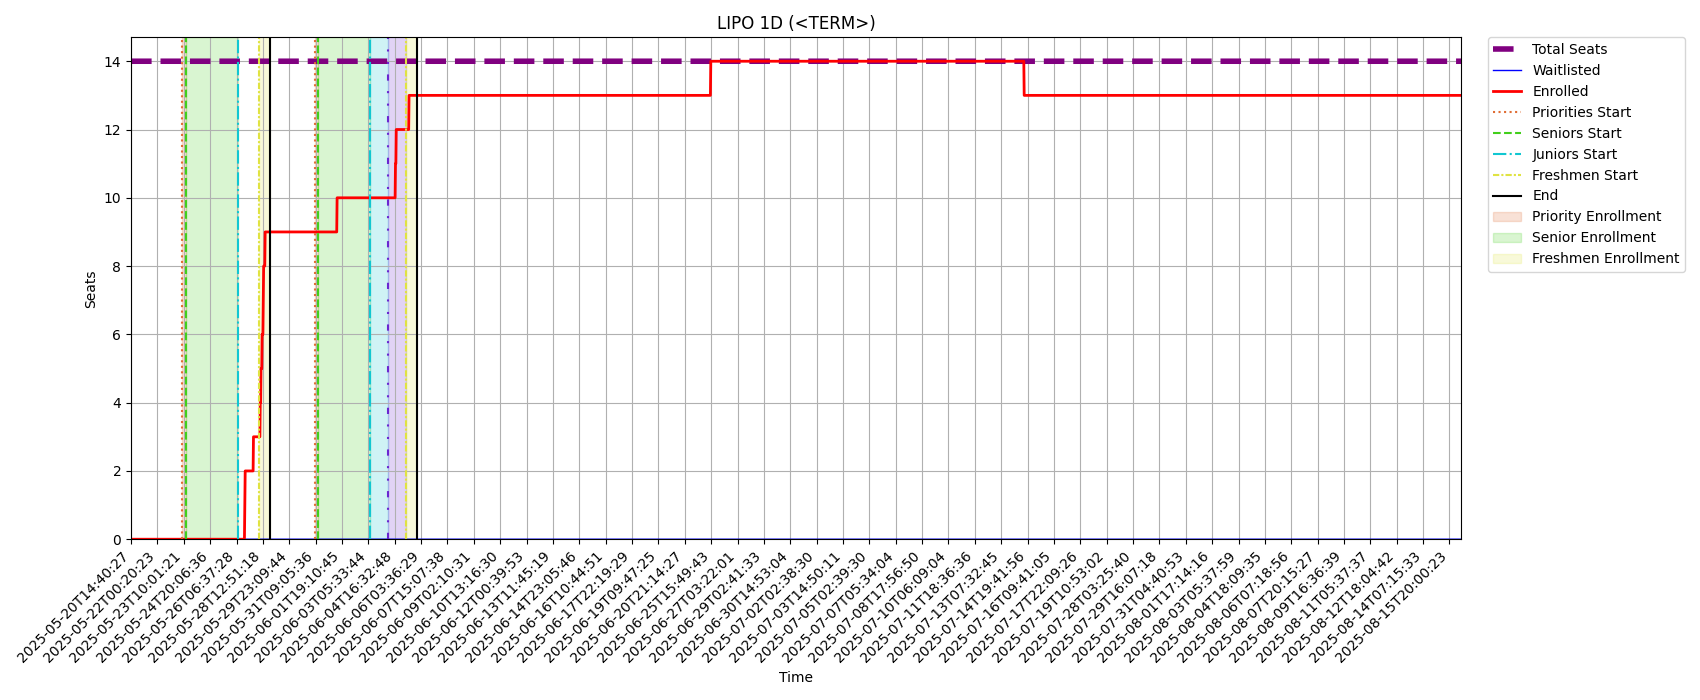 LIPO 1D (<TERM>)
14
12
10
8
6
4
2
0
Seats
2025-05-20T14:40:27
2025-05-22T00:20:23
2025-05-23T10:01:21
2025-05-24T20:06:36
2025-05-26T06:37:28
2025-05-28T12:51:18
2025-05-29T23:09:44
2025-05-31T09:05:36
2025-06-01T19:10:45
2025-06-03T05:33:44
2025-06-04T16:32:48
2025-06-06T03:36:29
2025-06-07T15:07:38
2025-06-09T02:10:31
2025-06-10T13:16:30
2025-06-12T00:39:53
2025-06-13T11:45:19
2025-06-14T23:05:46
2025-06-16T10:44:51
2025-06-17T22:19:29
2025-06-19T09:47:25
2025-06-20T21:14:27
2025-06-25T15:49:43
2025-06-27T03:22:01
2025-06-29T02:41:33
2025-06-30T14:53:04
2025-07-02T02:38:30
2025-07-03T14:50:11
2025-07-05T02:39:30
2025-07-07T05:34:04
2025-07-08T17:56:50
2025-07-10T06:09:04
2025-07-11T18:36:36
2025-07-13T07:32:45
2025-07-14T19:41:56
2025-07-16T09:41:05
2025-07-17T22:09:26
2025-07-19T10:53:02
2025-07-28T03:25:40
2025-07-29T16:07:18
2025-07-31T04:40:53
2025-08-01T17:14:16
2025-08-03T05:37:59
2025-08-04T18:09:35
2025-08-06T07:18:56
2025-08-07T20:15:27
2025-08-09T16:36:39
2025-08-11T05:37:37
2025-08-12T18:04:42
2025-08-14T07:15:33
2025-08-15T20:00:23
Time
Total Seats
Waitlisted
Enrolled
Priorities Start
Seniors Start
Juniors Start
Freshmen Start
End
Priority Enrollment
Senior Enrollment
Freshmen Enrollment